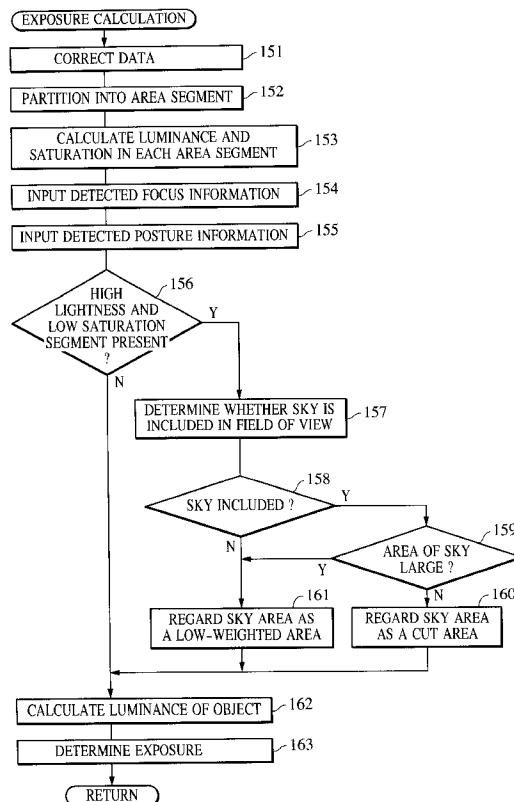 EXPOSURE CALCULATION
CORRECT DATA
151
PARTITION INTO AREA SEGMENT
152
CALCULATE LUMINANCE AND
SATURATION IN EACH AREA SEGMENT
153
INPUT DETECTED FOCUS INFORMATION
154
INPUT DETECTED POSTURE INFORMATION
155
156
HIGH
LIGHTNESS AND
LOW SATURATION
SEGMENT PRESENT
?
Y
N
DETERMINE WHETHER SKY IS
INCLUDED IN FIELD OF VIEW
157
158
SKY INCLUDED ?
Y
N
159
AREA OF SKY
LARGE ?
Y
N
161
REGARD SKY AREA AS
A LOW-WEIGHTED AREA
160
REGARD SKY AREA
AS A CUT AREA
CALCULATE LUMINANCE OF OBJECT
162
DETERMINE EXPOSURE
163
RETURN